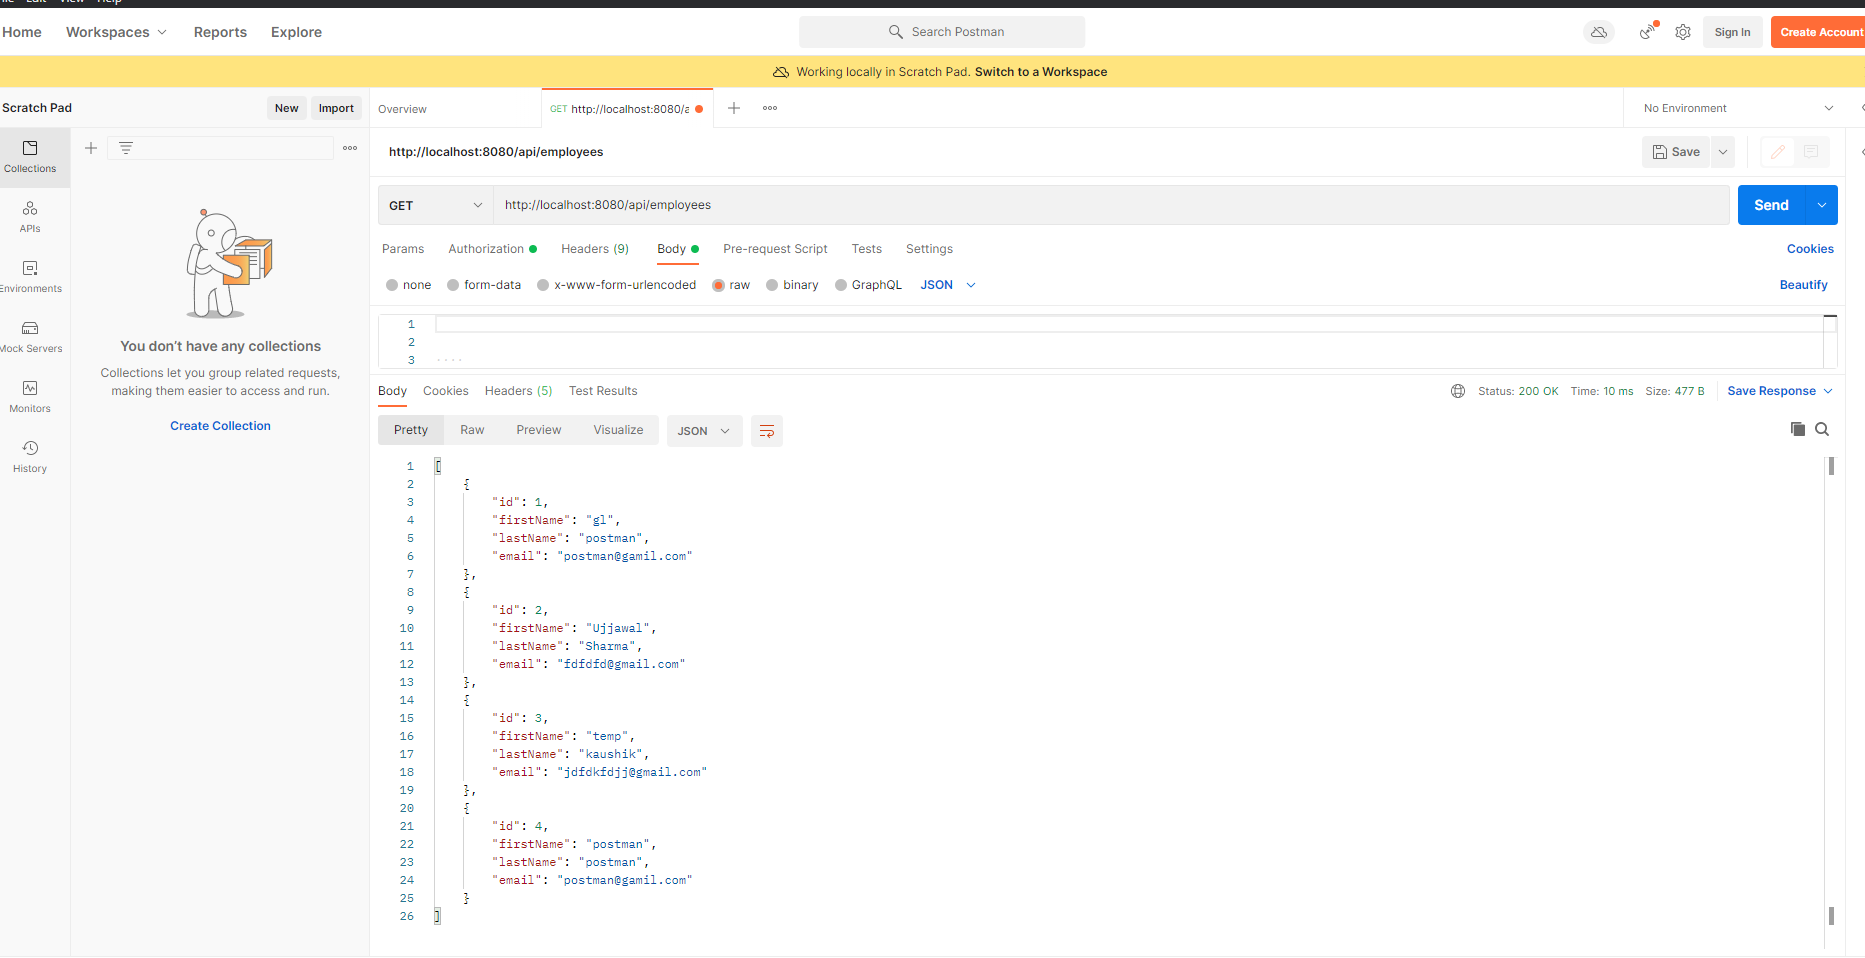 Edit View Help
Home Workspaces Reports Explore Search Postman Sign In Create Account
Working locally in Scratch Pad. Switch to a Workspace
Scratch Pad New Import Overview GET http://localhost:8080/a No Environment
http://localhost:8080/api/employees Save
Collections
GET http://localhost:8080/api/employees Send
APIs
Params Authorization Headers (9) Body Pre-request Script Tests Settings Cookies
none form-data x-www-form-urlencoded raw binary GraphQL JSON Beautify
Environments
1
2
3
Mock Servers
You don't have any collections
Collections let you group related requests,
making them easier to access and run.
Create Collection
Monitors
History
Body Cookies Headers (5) Test Results Status: 200 OK Time: 10 ms Size: 477 B Save Response
Pretty Raw Preview Visualize JSON
1 [
2 {
3 "id": 1,
4 "firstName": "gl",
5 "lastName": "postman",
6 "email": "postman@gamil.com"
7 },
8 {
9 "id": 2,
10 "firstName": "Ujjawal",
11 "lastName": "Sharma",
12 "email": "fdfdfd@gmail.com"
13 },
14 {
15 "id": 3,
16 "firstName": "temp",
17 "lastName": "kaushik",
18 "email": "jdfdkfdjj@gmail.com"
19 },
20 {
21 "id": 4,
22 "firstName": "postman",
23 "lastName": "postman",
24 "email": "postman@gamil.com"
25 }
26 ]